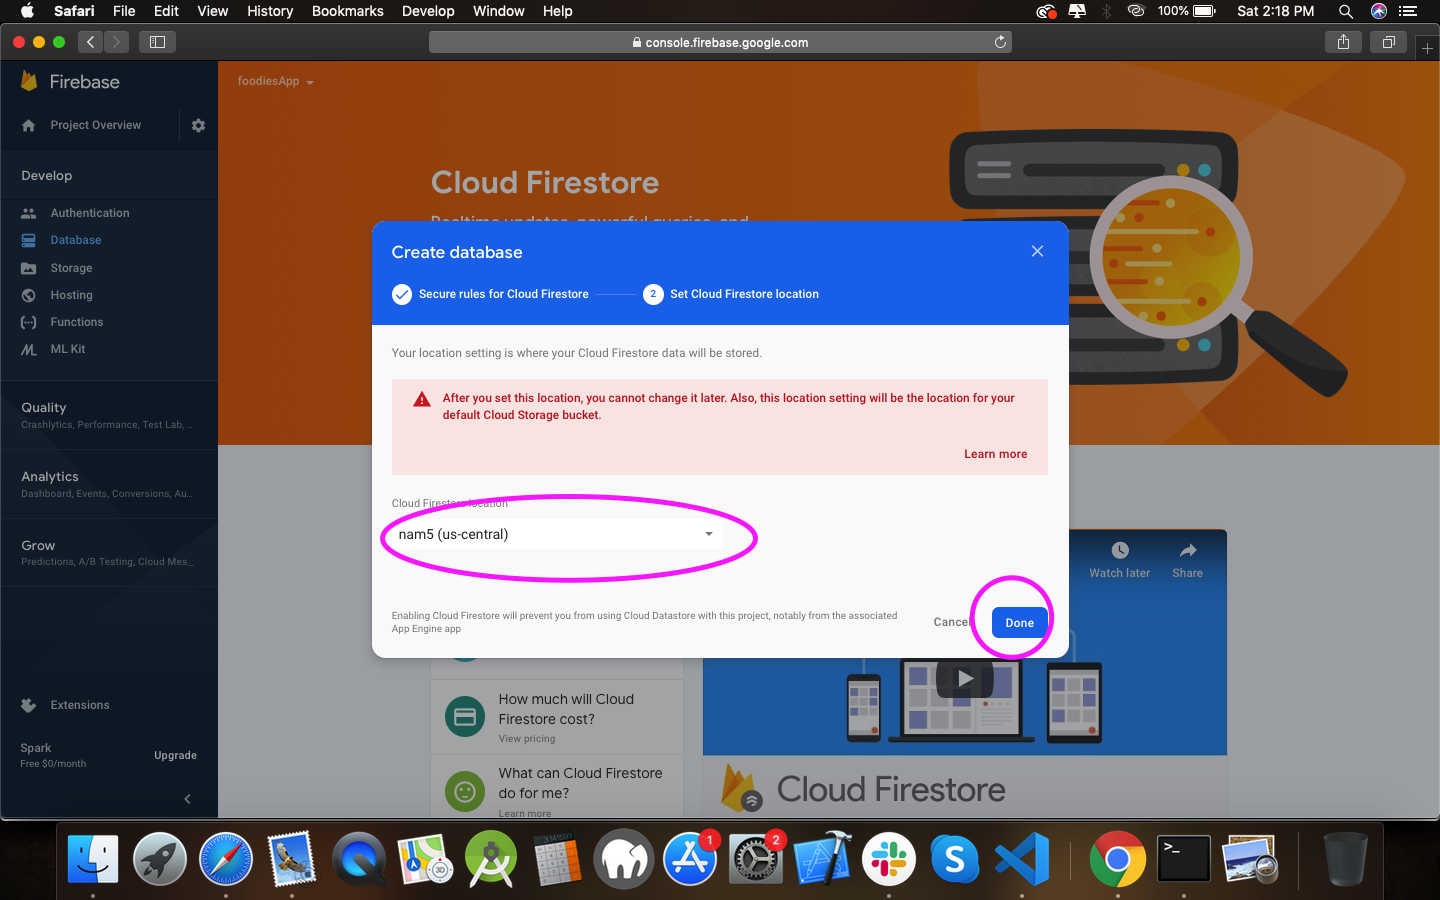 Safari File Edit View History Bookmarks Develop Window Help 100% Sat 2:18 PM
console.firebase.google.com
Firebase
foodiesApp
Project Overview
Develop
Authentication
Database
Storage
Hosting
Functions
ML Kit
Quality
Crashlytics, Performance, Test Lab, ...
Analytics
Dashboard, Events, Conversions, Au...
Grow
Predictions, A/B Testing, Cloud Mes...
Extensions
Spark
Free $0/month
Upgrade
Cloud Firestore
Realtime updates, powerful queries, and
Create database
Secure rules for Cloud Firestore
2 Set Cloud Firestore location
Your location setting is where your Cloud Firestore data will be stored.
After you set this location, you cannot change it later. Also, this location setting will be the location for your
default Cloud Storage bucket.
Learn more
Cloud Firestore location
nam5 (us-central)
Enabling Cloud Firestore will prevent you from using Cloud Datastore with this project, notably from the associated
App Engine app
Cancel
Done
Watch later
Share
How much will Cloud
Firestore cost?
View pricing
What can Cloud Firestore
do for me?
Learn more
Cloud Firestore
3D
1
2
S
>_